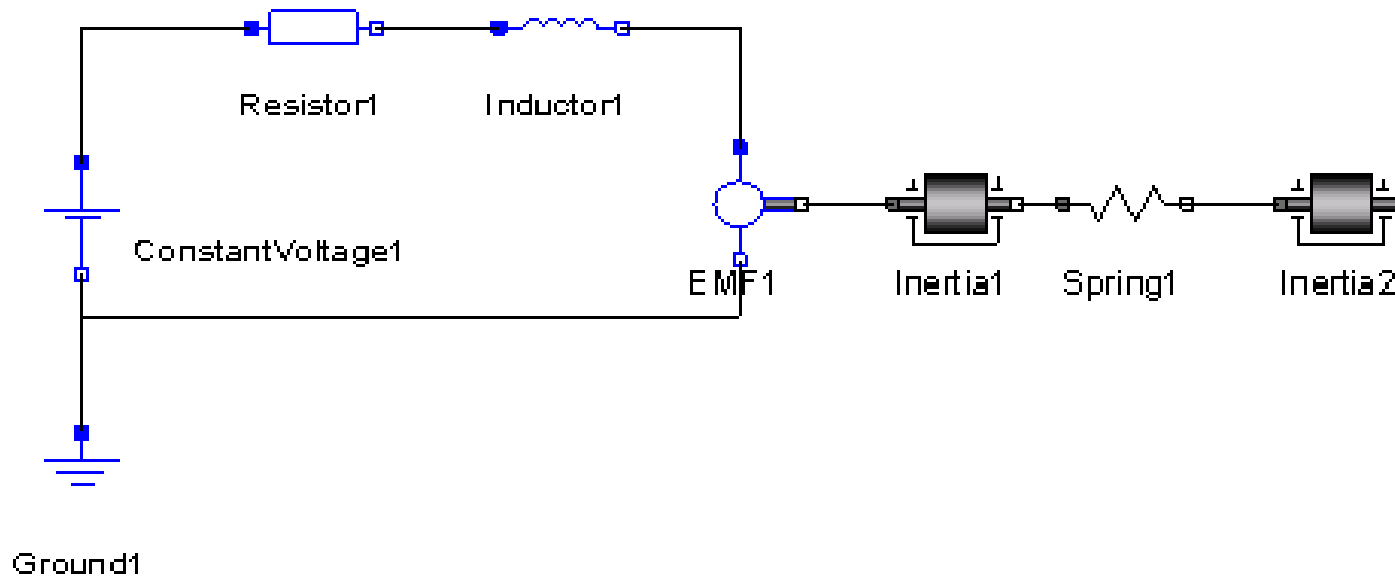 Resistor1
Inductor1
ConstantVoltage1
EMF1
Inertia1
Spring1
Inertia2
Ground1